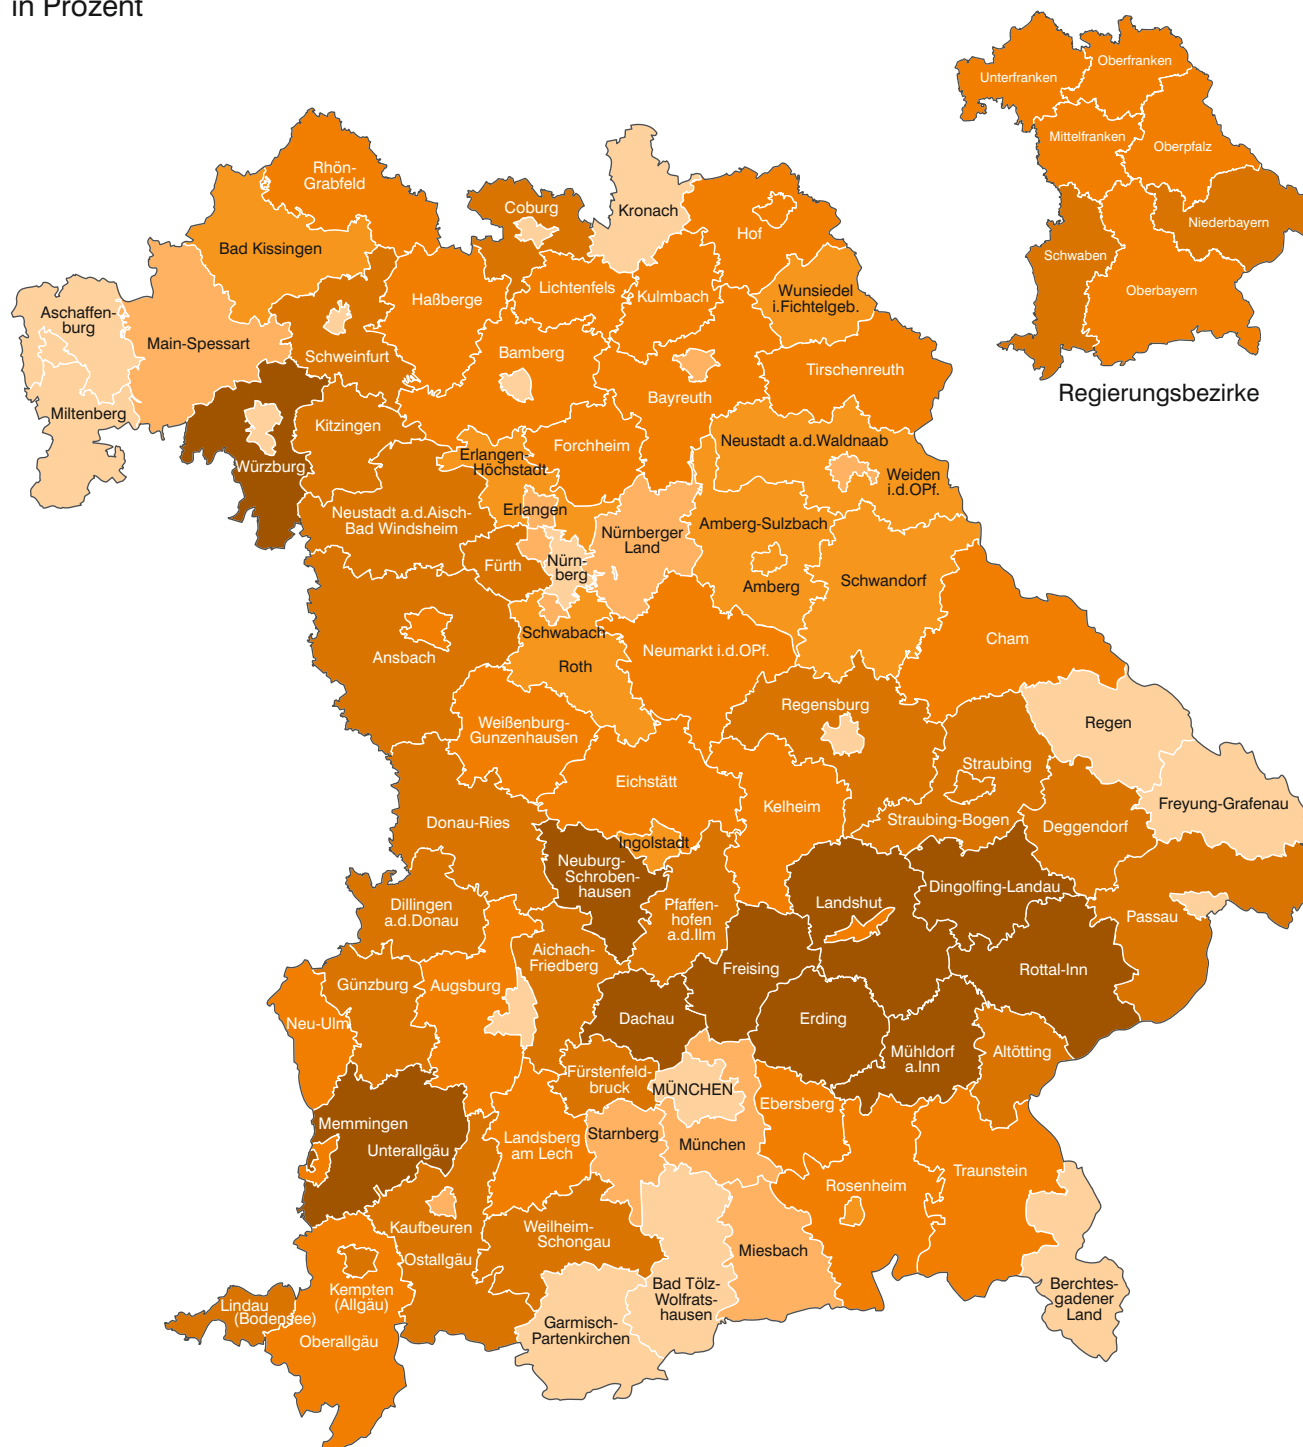 in Prozent
Oberfranken
Unterfranken
Mittelfranken
Oberpfalz
Niederbayern
Schwaben
Oberbayern
Regierungsbezirke
Rhön-
Grabfeld
Coburg
Kronach
Hof
Bad Kissingen
Lichtenfels
Kulmbach
Wunsiedel
i.Fichtelgeb.
Haßberge
Aschaffen-
burg
Main-Spessart
Schweinfurt
Bamberg
Tirschenreuth
Bayreuth
Miltenberg
Kitzingen
Forchheim
Neustadt a.d.Waldnaab
Erlangen-
Höchstadt
Würzburg
Weiden
i.d.OPf.
Neustadt a.d.Aisch-
Bad Windsheim
Erlangen
Nürnberger
Land
Amberg-Sulzbach
Fürth
Nürn-
berg
Amberg
Schwandorf
Schwabach
Roth
Ansbach
Neumarkt i.d.OPf.
Cham
Regensburg
Regen
Weißenburg-
Gunzenhausen
Straubing
Eichstätt
Kelheim
Freyung-Grafenau
Donau-Ries
Straubing-Bogen
Deggendorf
Ingolstadt
Neuburg-
Schroben-
hausen
Dingolfing-Landau
Dillingen
a.d.Donau
Pfaffen-
hofen
a.d.Ilm
Landshut
Passau
Aichach-
Friedberg
Freising
Rottal-Inn
Günzburg
Augsburg
Neu-Ulm
Dachau
Erding
Mühldorf
a.Inn
Altötting
Fürstenfeld-
bruck
MÜNCHEN
Ebersberg
Memmingen
Unterallgäu
Landsberg
am Lech
Starnberg
München
Traunstein
Rosenheim
Kaufbeuren
Ostallgäu
Weilheim-
Schongau
Miesbach
Kempten
(Allgäu)
Bad Tölz-
Wolfrats-
hausen
Berchtes-
gadener
Land
Lindau
(Bodensee)
Oberallgäu
Garmisch-
Partenkirchen